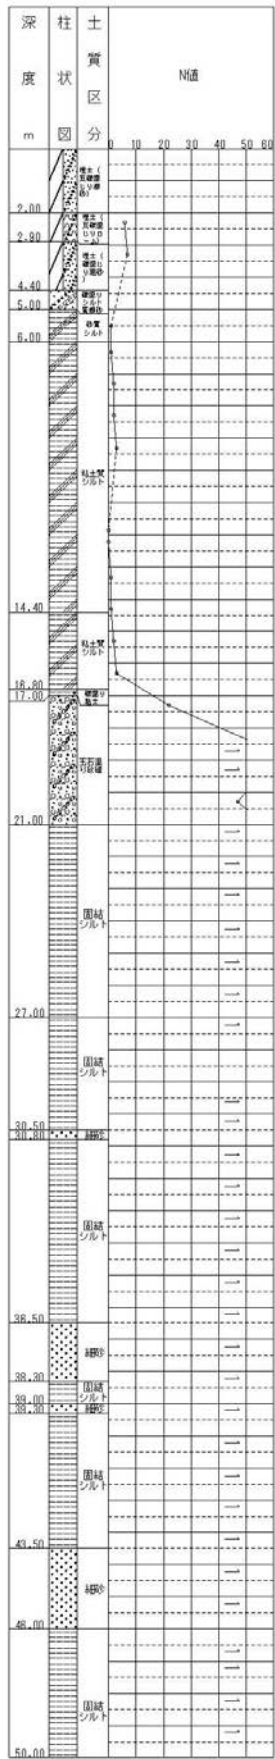 深度 m
柱状図
土質区分
N値
0 10 20 30 40 50 60
2.00
2.90
4.40
5.00
砂質
シルト
6.00
粘土質
シルト
14.40
粘土質
シルト
16.80
17.00
玉石混
り砂礫
21.00
固結
シルト
27.00
固結
シルト
30.50
30.80
細砂
固結
シルト
36.50
細砂
38.30
固結
シルト
39.00
細砂
39.30
固結
シルト
43.50
細砂
46.00
固結
シルト
50.00